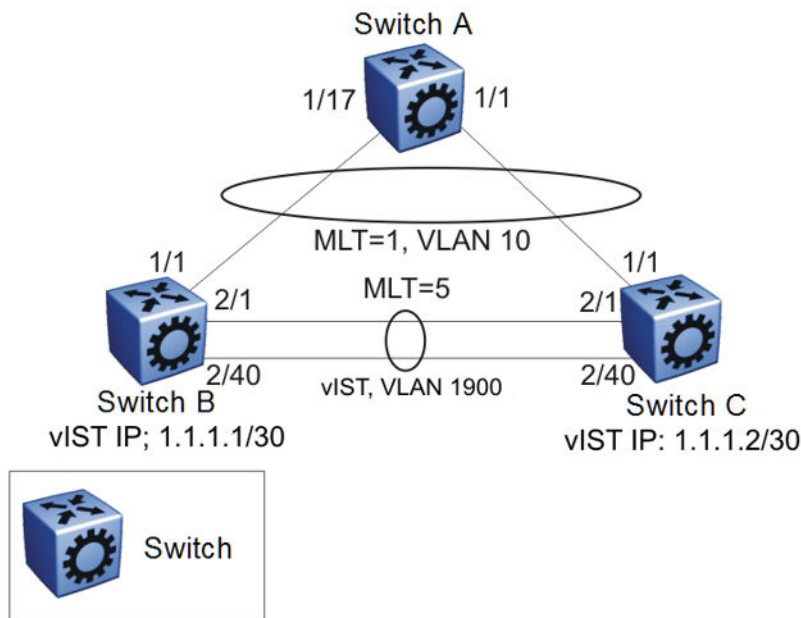 Switch A
1/17
1/1
MLT=1, VLAN 10
1/1
1/1
MLT=5
2/1
2/1
2/40
vIST, VLAN 1900
2/40
Switch B
Switch C
vIST IP; 1.1.1.1/30
vIST IP: 1.1.1.2/30
Switch